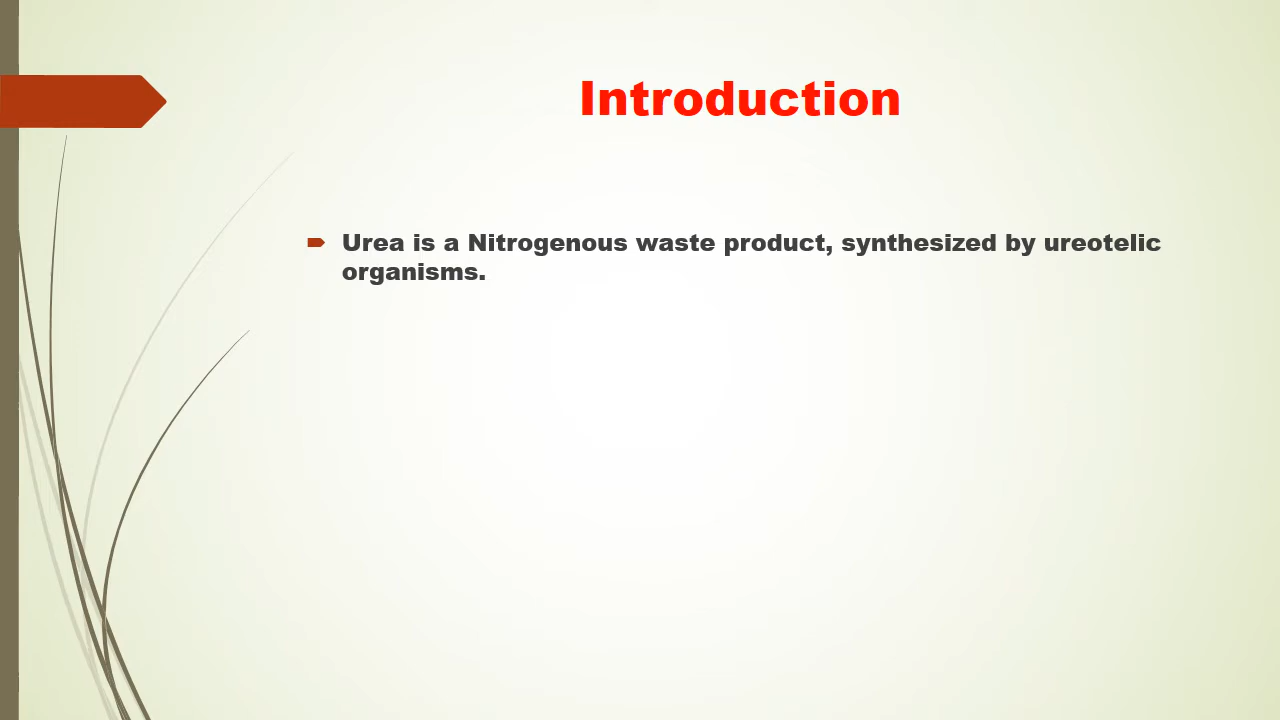 Introduction
Urea is a Nitrogenous waste product, synthesized by ureotelic
organisms.